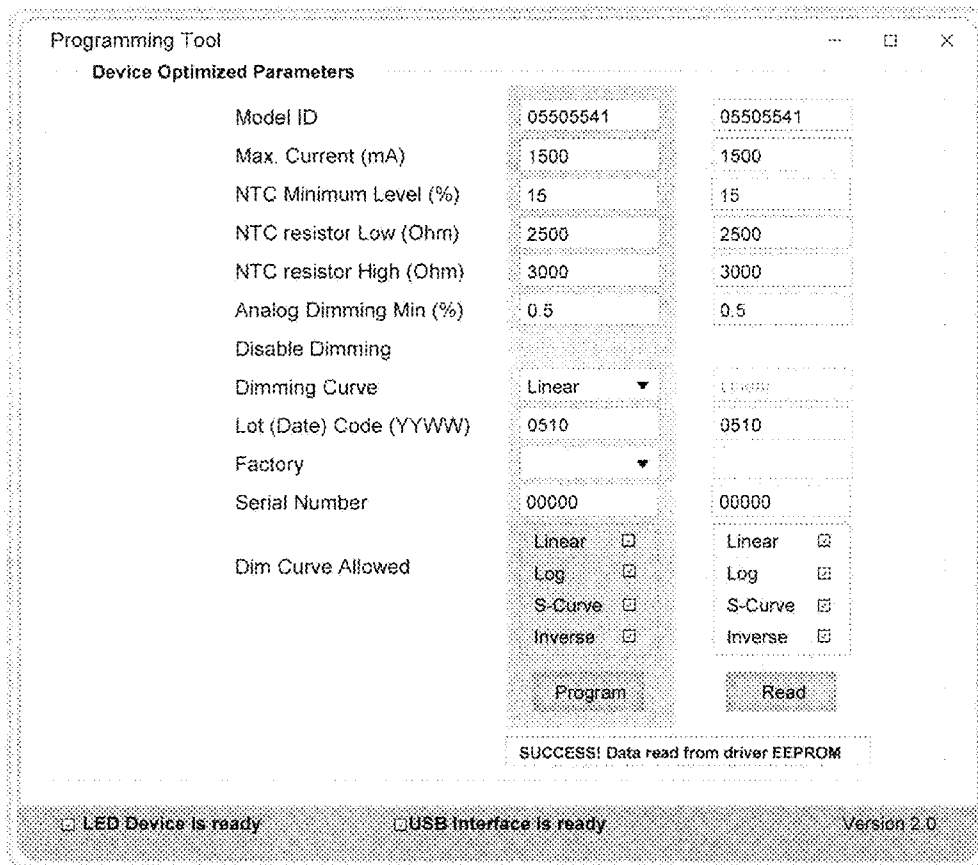 Programming Tool
Device Optimized Parameters
Model ID 05505541 05505541
Max. Current (mA) 1500 1500
NTC Minimum Level (%) 15 15
NTC resistor Low (Ohm) 2500 2500
NTC resistor High (Ohm) 3000 3000
Analog Dimming Min (%) 0.5 0.5
Disable Dimming
Dimming Curve Linear Linear
Lot (Date) Code (YYWW) 0510 0510
Factory
Serial Number 00000 00000
Linear Linear
Dim Curve Allowed
Log Log
S-Curve S-Curve
Inverse Inverse
Program Read
SUCCESS! Data read from driver EEPROM
LED Device is ready USB Interface is ready Version 2.0